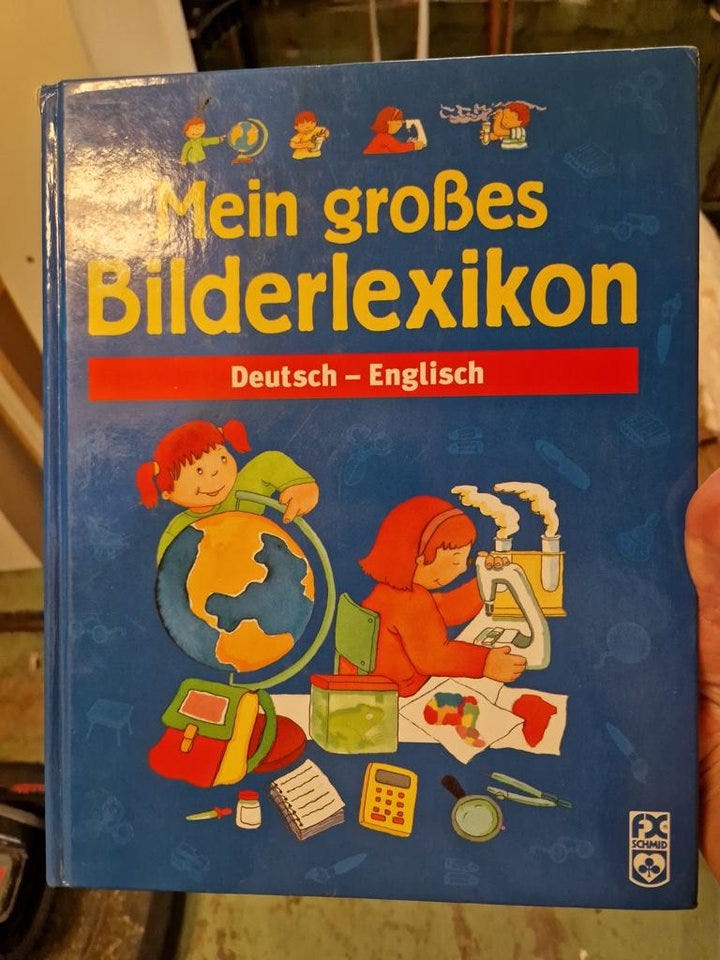 Mein großes
Bilderlexikon
Deutsch – Englisch
FX
SCHMID